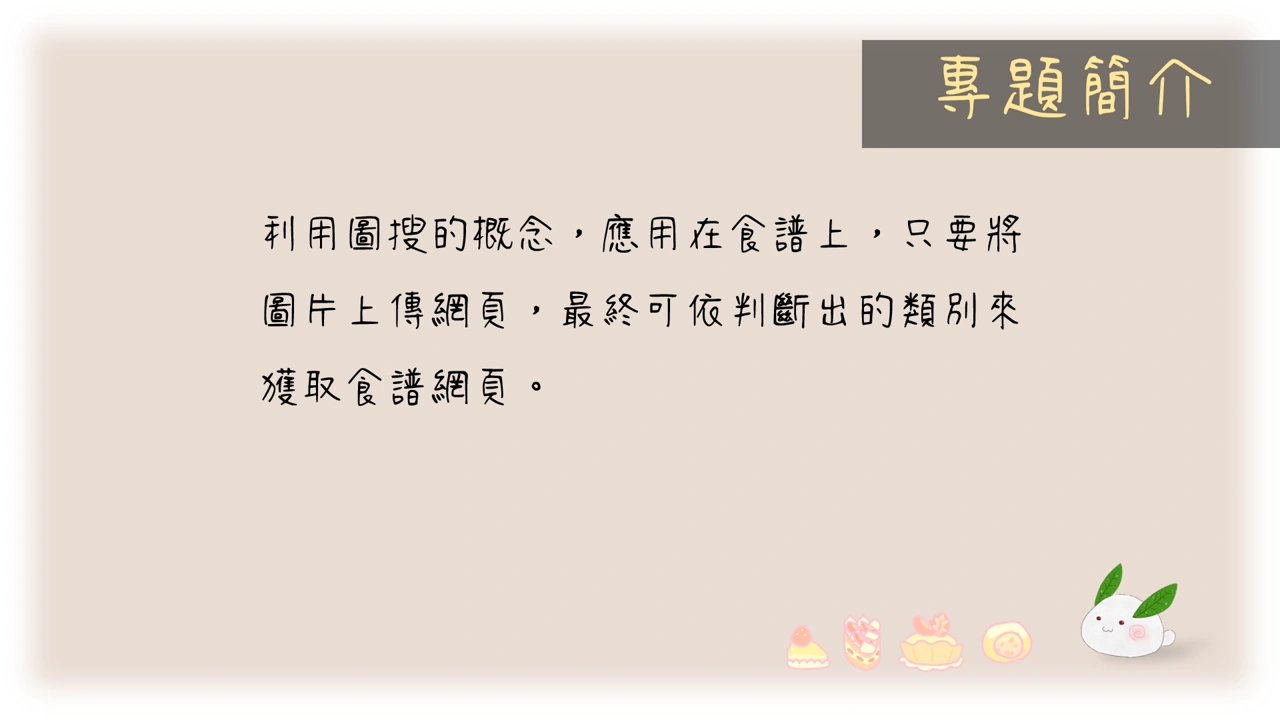 專題簡介
利用圖搜的概念，應用在食譜上，只要將
圖片上傳網頁，最終可依判斷出的類別來
獲取食譜網頁。